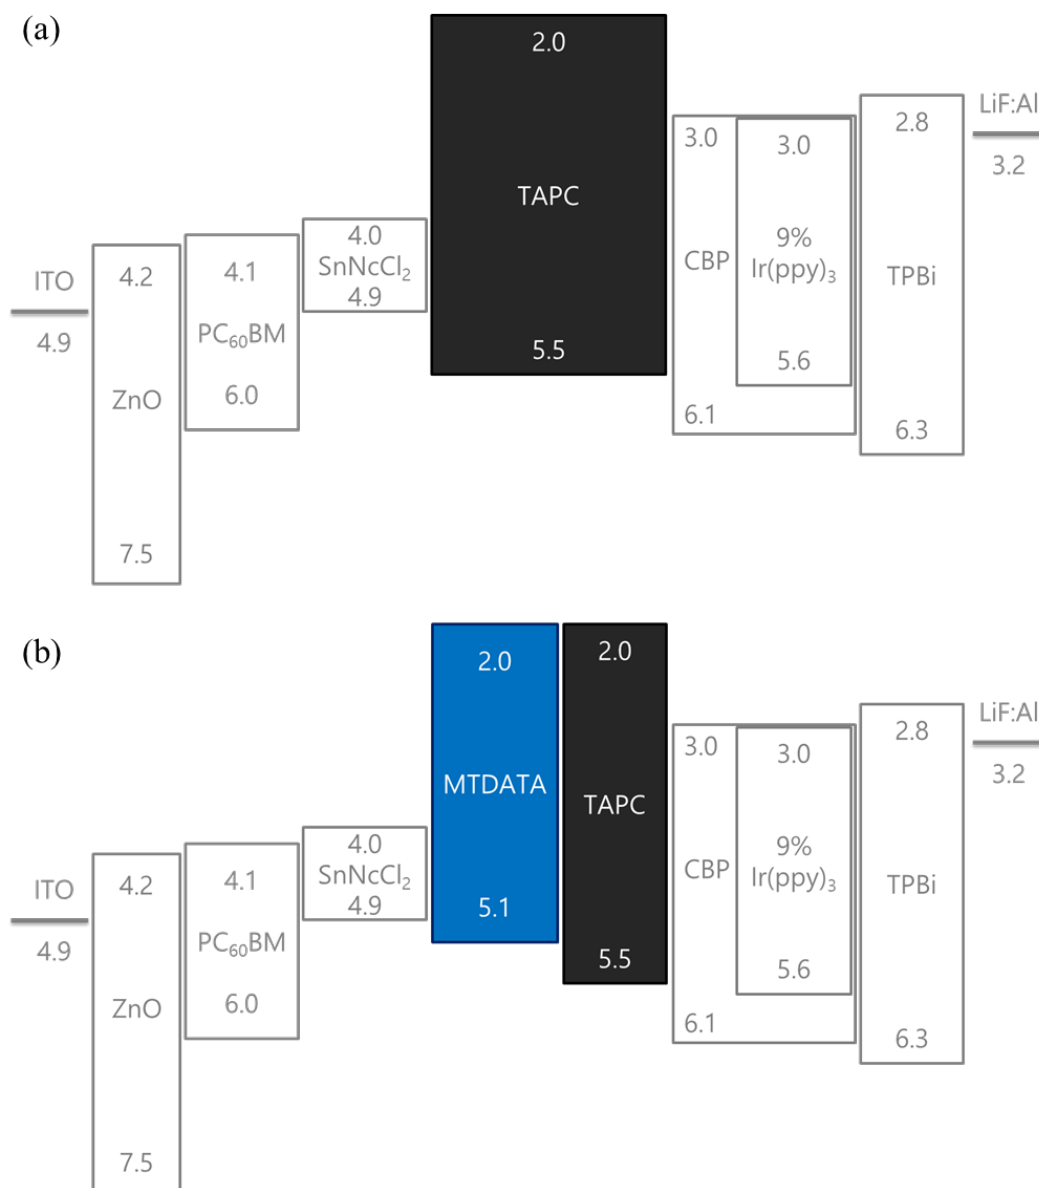 (a)
2.0
TAPC
5.5
ITO
4.9
4.2
ZnO
7.5
4.1
PC₆₀BM
6.0
4.0
SnNcCl₂
4.9
3.0
CBP
6.1
3.0
9%
Ir(ppy)₃
5.6
2.8
TPBi
6.3
LiF:Al
3.2
(b)
ITO
4.9
4.2
ZnO
7.5
4.1
PC₆₀BM
6.0
4.0
SnNcCl₂
4.9
2.0
MTDATA
5.1
2.0
TAPC
5.5
3.0
CBP
6.1
3.0
9%
Ir(ppy)₃
5.6
2.8
TPBi
6.3
LiF:Al
3.2